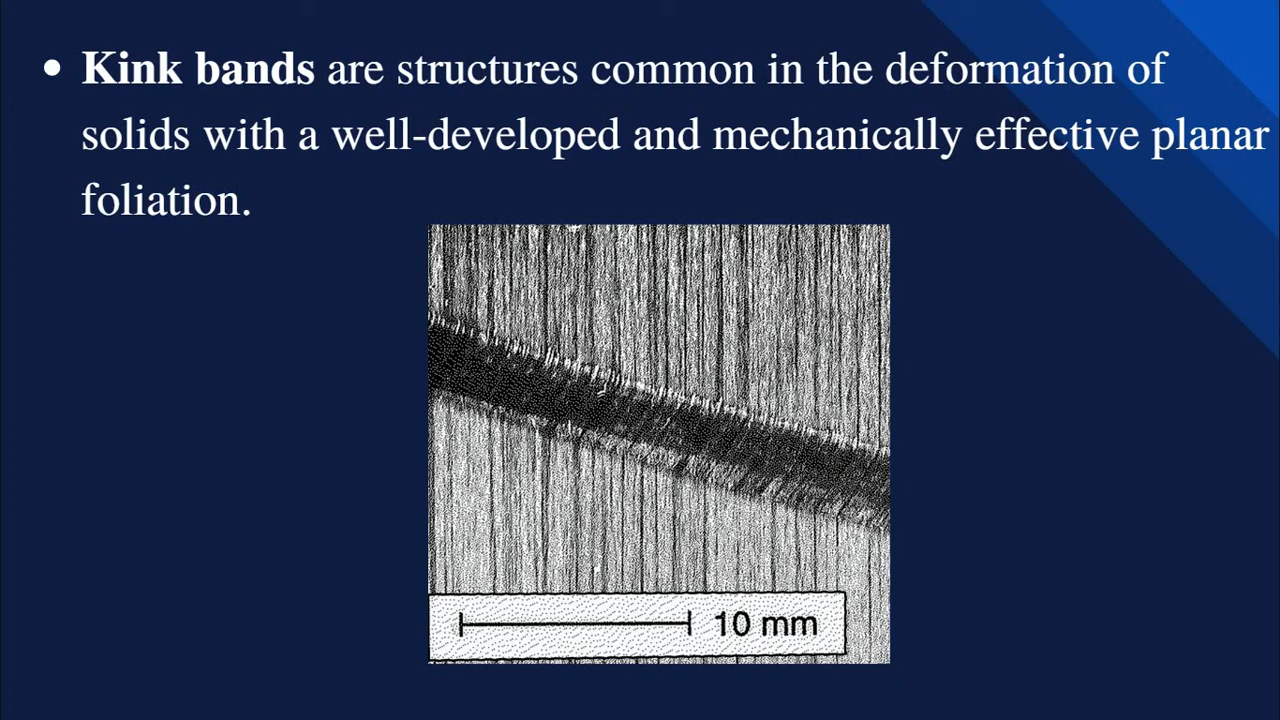 • Kink bands are structures common in the deformation of
solids with a well-developed and mechanically effective planar
foliation.
10 mm